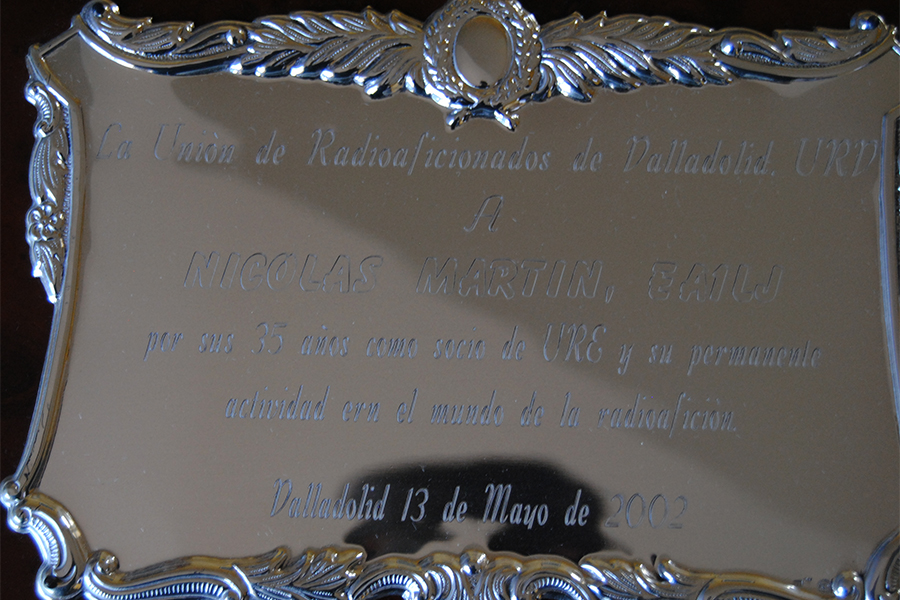 La Unión de Radioaficionados de Valladolid. URV
A
NICOLAS MARTIN, EA1LJ
por sus 35 años como socio de URE y su permanente
actividad ern el mundo de la radioafición.
Valladolid 13 de Mayo de 2002